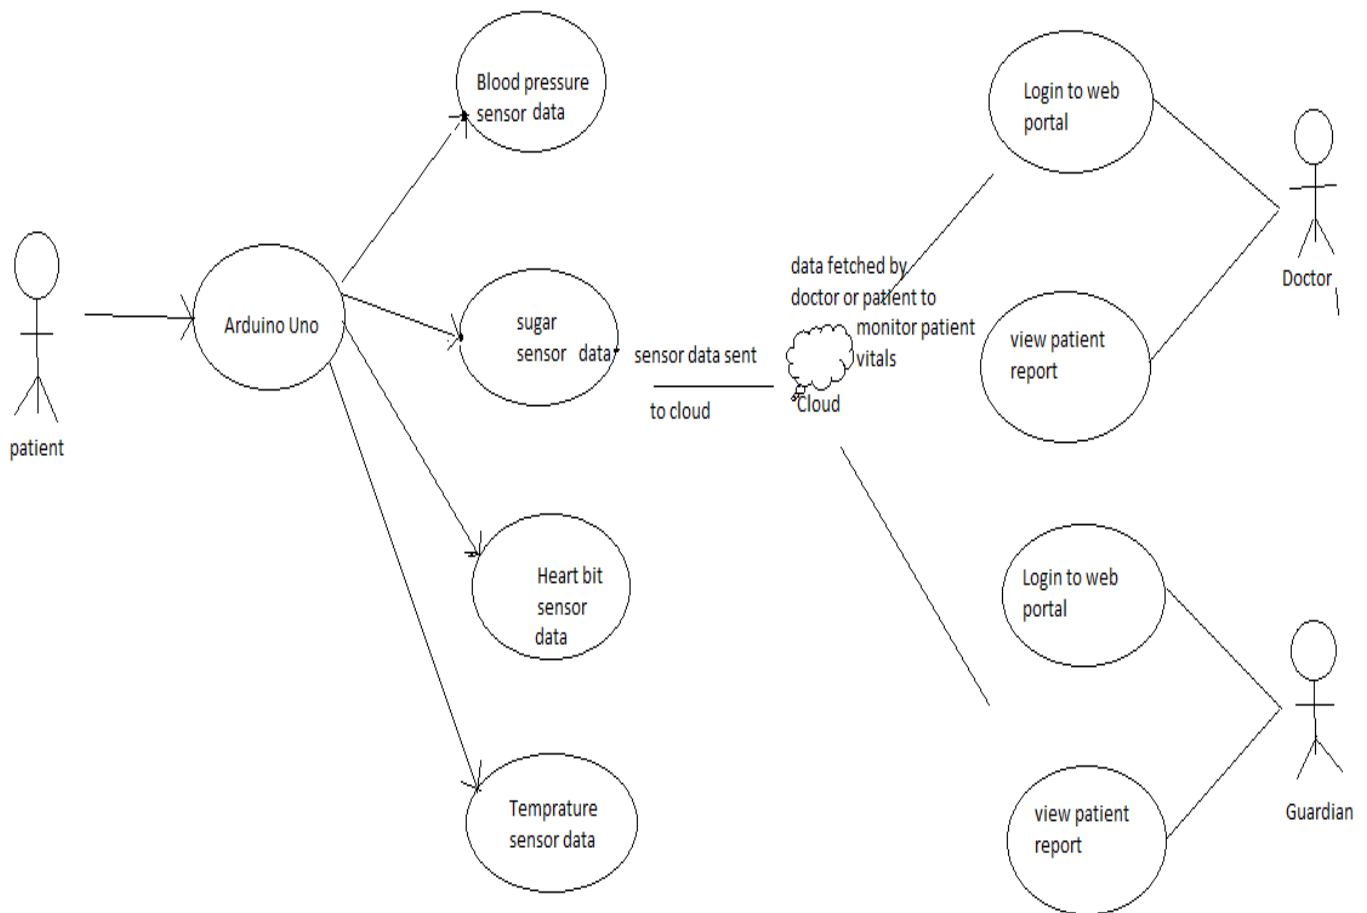 Blood pressure
sensor data
Login to web
portal
Doctor
patient
Arduino Uno
sugar
sensor data
sensor data sent
to cloud
data fetched by
doctor or patient to
monitor patient
vitals
Cloud
view patient
report
Heart bit
sensor
data
Login to web
portal
Temprature
sensor data
view patient
report
Guardian